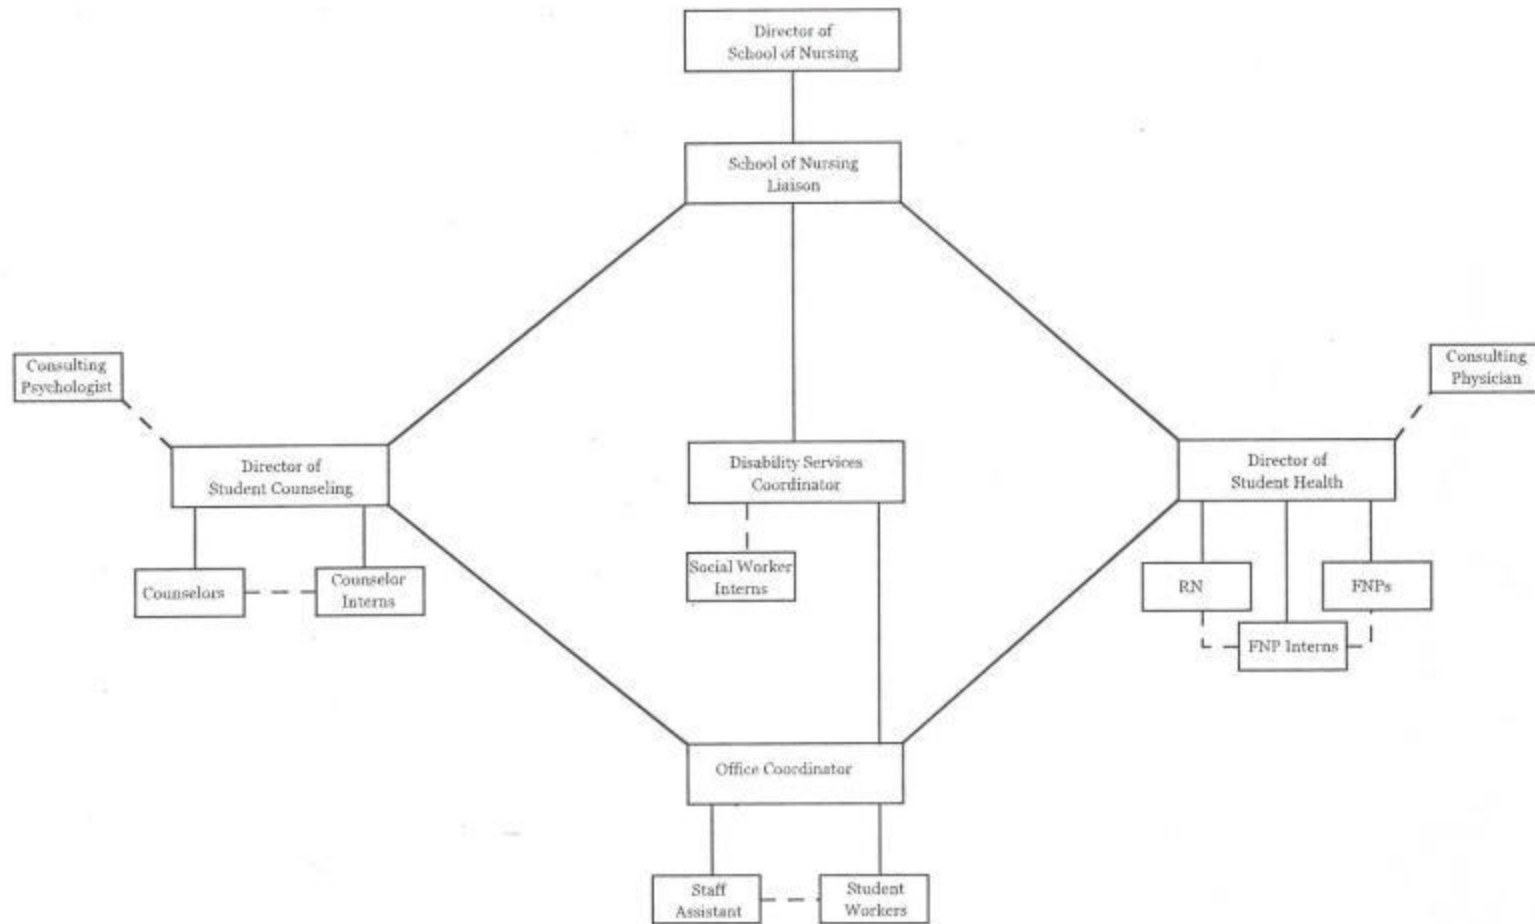 Director of
School of Nursing
School of Nursing
Liaison
Consulting
Psychologist
Consulting
Physician
Director of
Student Counseling
Disability Services
Coordinator
Director of
Student Health
Counselors
Counselor
Interns
Social Worker
Interns
RN
FNPs
FNP Interns
Office Coordinator
Staff
Assistant
Student
Workers